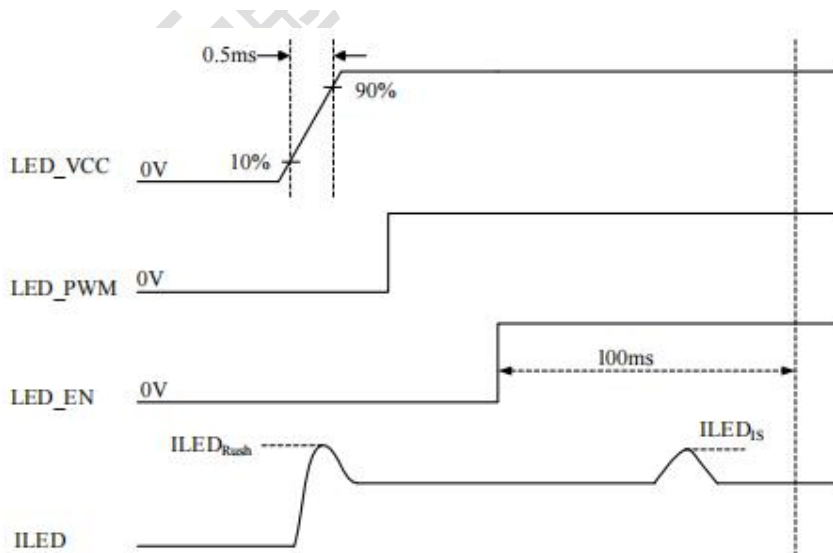 0.5ms
90%
10%
LED_VCC 0V
LED_PWM 0V
100ms
LED_EN 0V
ILEDRush
ILEDIS
ILED